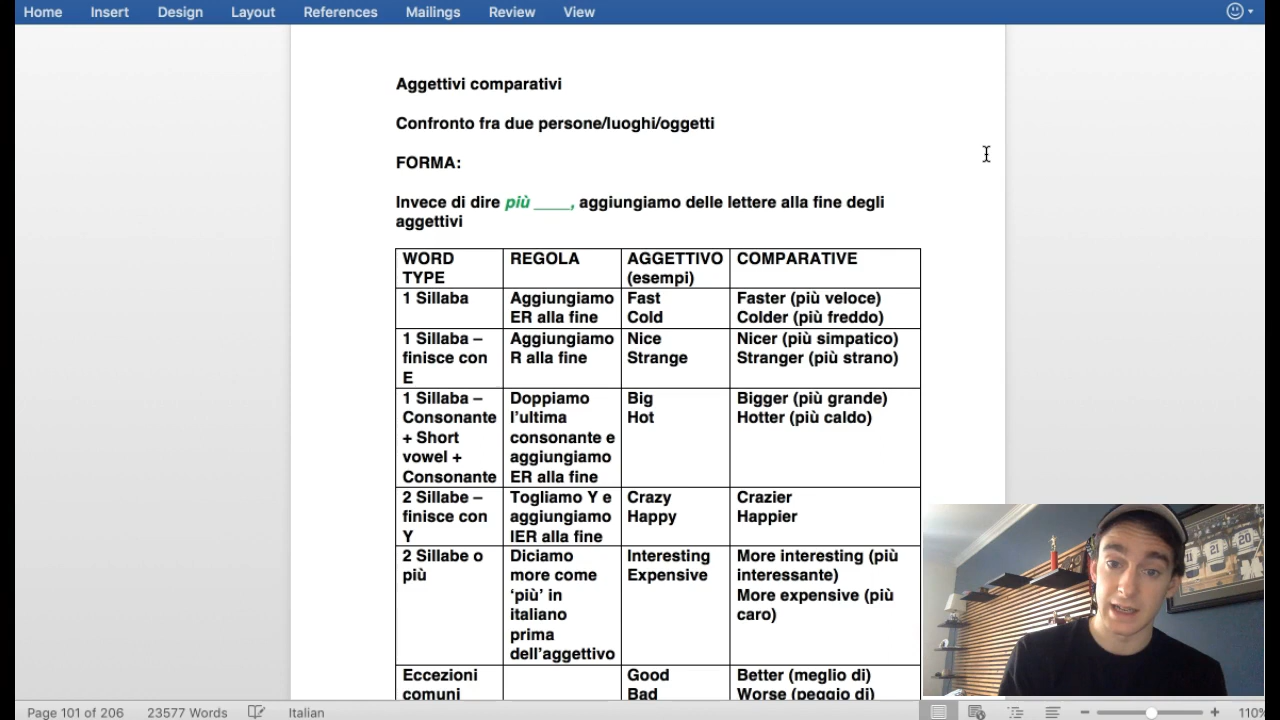 Home Insert Design Layout References Mailings Review View
Aggettivi comparativi
Confronto fra due persone/luoghi/oggetti
FORMA:
Invece di dire più ____, aggiungiamo delle lettere alla fine degli
aggettivi
WORD TYPE
REGOLA
AGGETTIVO (esempi)
COMPARATIVE
1 Sillaba
Aggiungiamo
ER alla fine
Fast
Cold
Faster (più veloce)
Colder (più freddo)
1 Sillaba –
finisce con
E
Aggiungiamo
R alla fine
Nice
Strange
Nicer (più simpatico)
Stranger (più strano)
1 Sillaba –
Consonante
+ Short
vowel +
Consonante
Doppiamo
l'ultima
consonante e
aggiungiamo
ER alla fine
Big
Hot
Bigger (più grande)
Hotter (più caldo)
2 Sillabe –
finisce con
Y
Togliamo Y e
aggiungiamo
IER alla fine
Crazy
Happy
Crazier
Happier
2 Sillabe o
più
Diciamo
more come
‘più’ in
italiano
prima
dell'aggettivo
Interesting
Expensive
More interesting (più
interessante)
More expensive (più
caro)
Eccezioni
comuni
Good
Bad
Better (meglio di)
Worse (peggio di)
21 20
Page 101 of 206 23577 Words Italian 110%